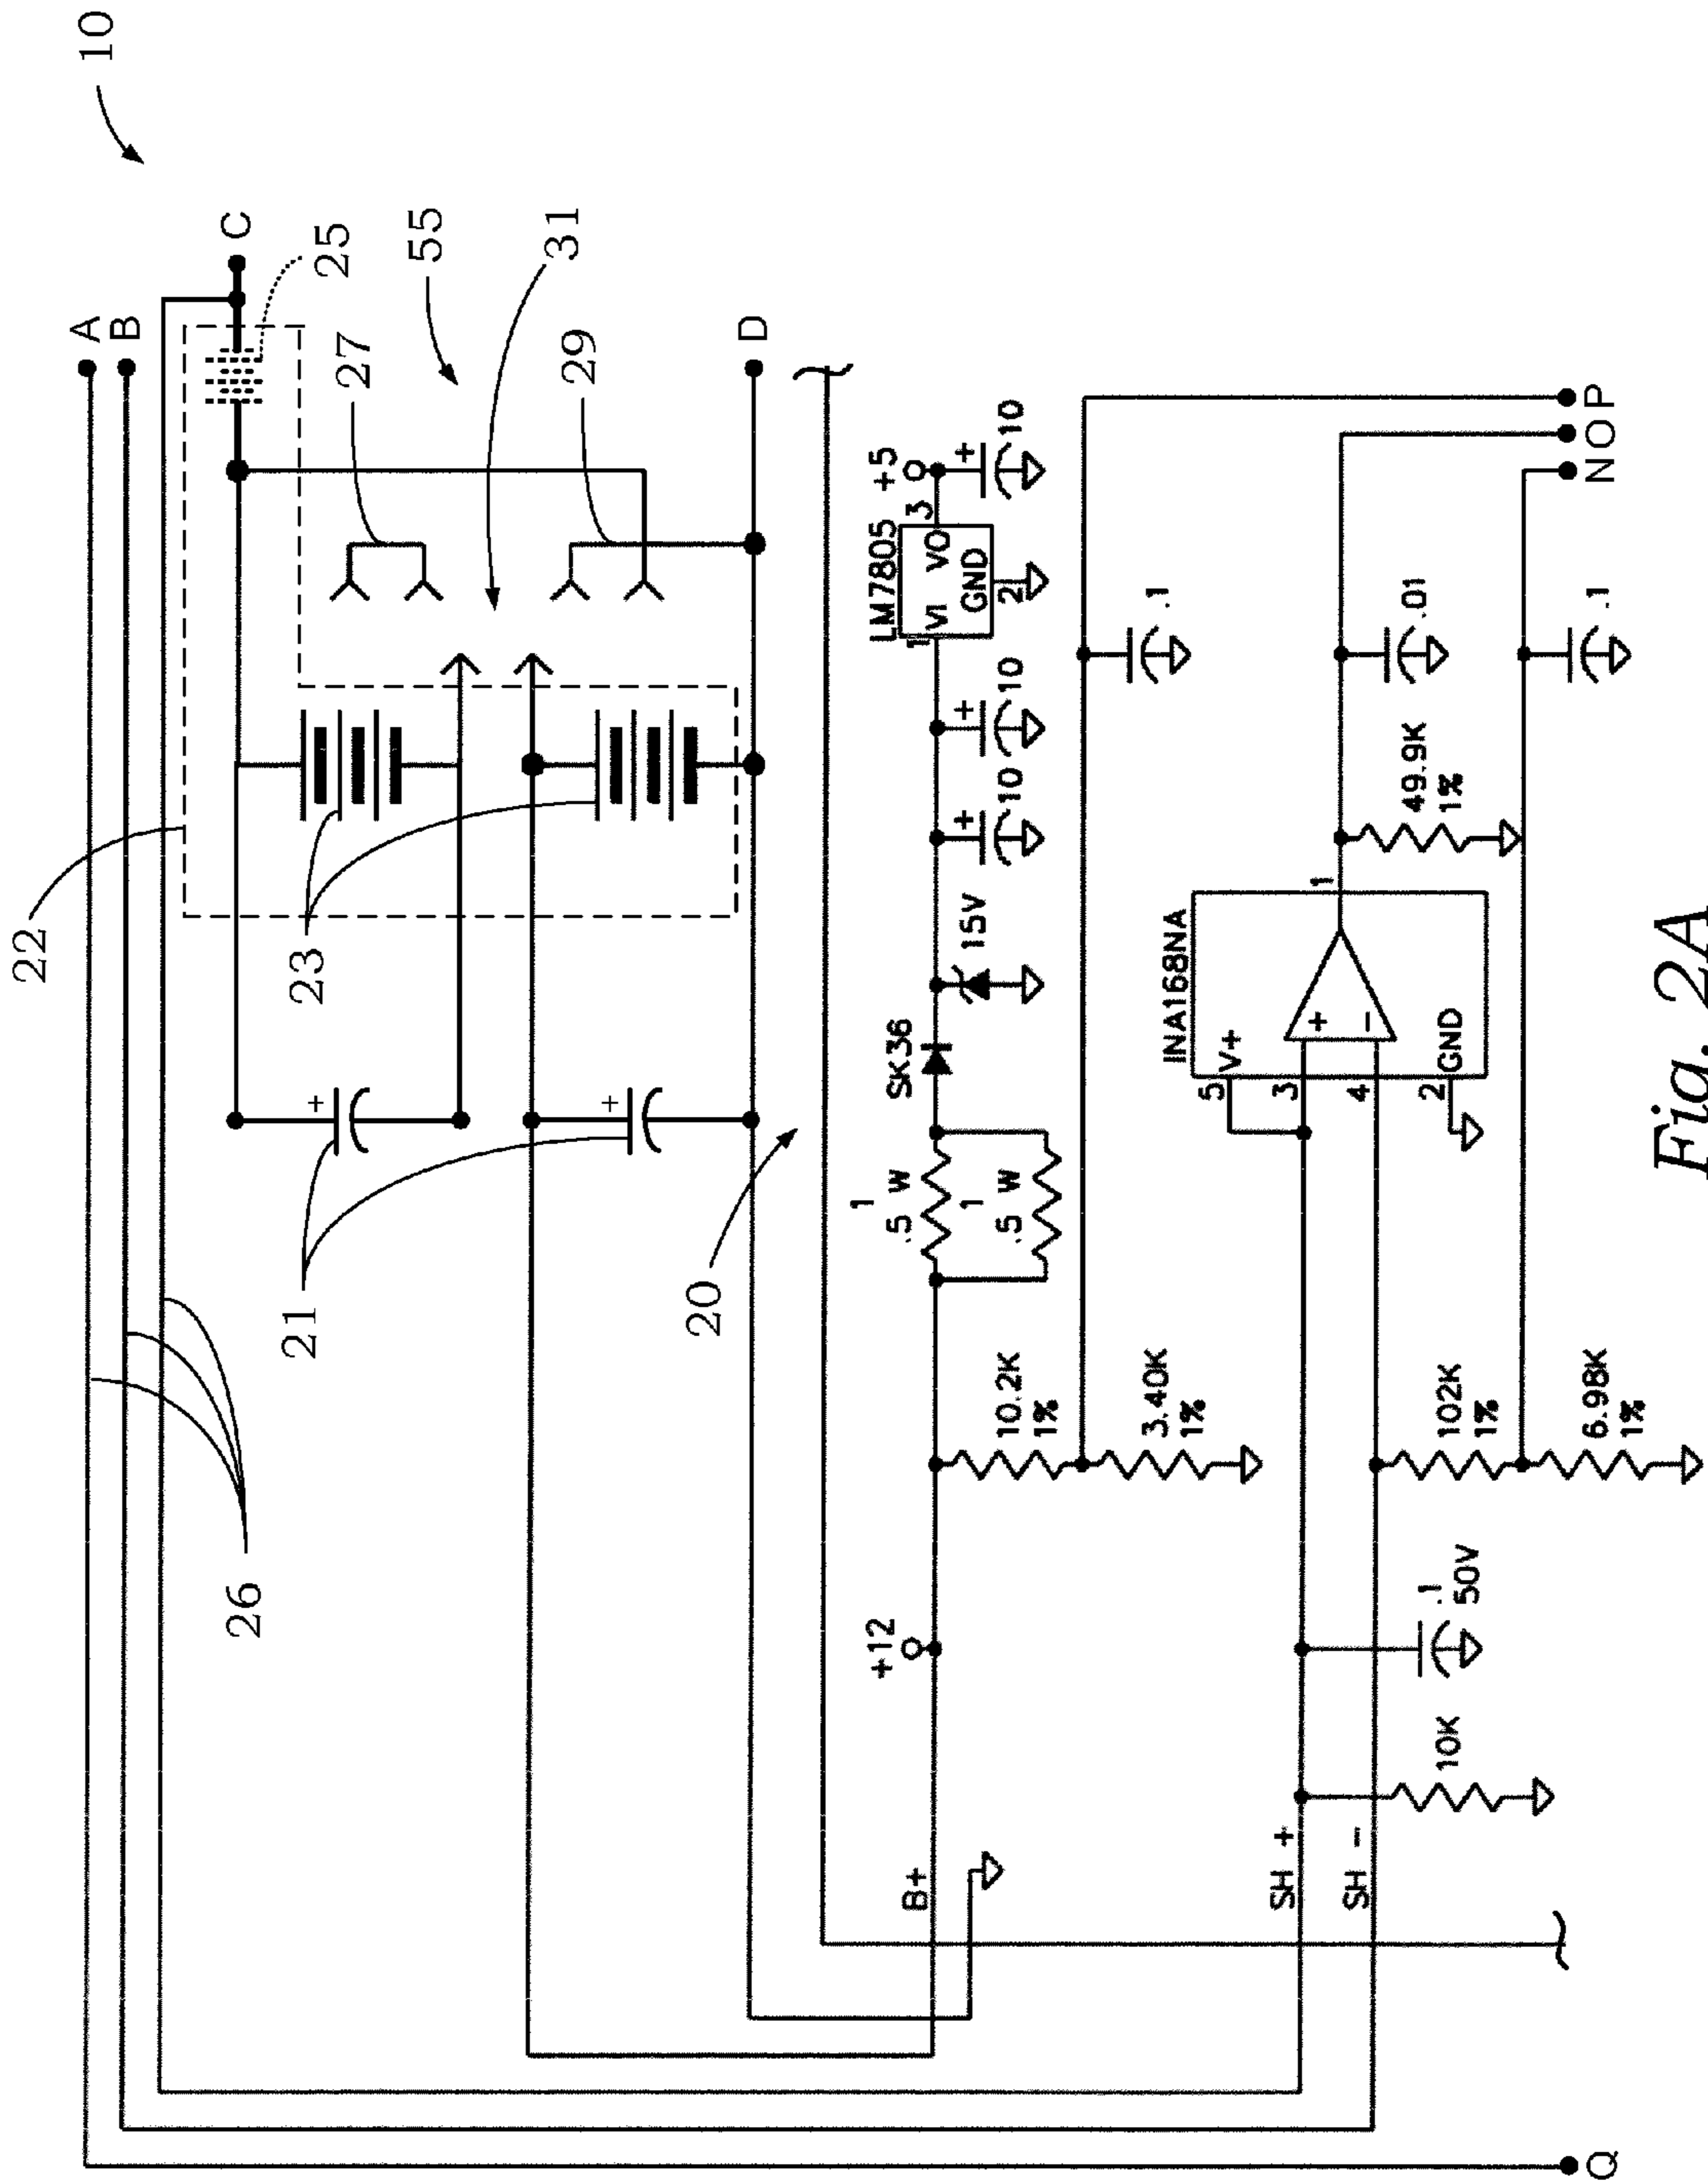 10
A
B
C
25
22
27
55
31
29
23
21
26
D
20
+12
B+
10.2K
1%
3.40K
1%
1
.5 W
1
.5 W
SK36
15V
+
10
+
10
LM7805
1
VI
VO
3
GND
2
+5
+
10
.1
+
+
SH +
SH -
10K
.1
50V
102K
1%
6.98K
1%
INA168NA
5
V+
3
+
4
-
2
GND
1
49.9K
1%
.01
.1
P
O
N
Q
Fig. 2A